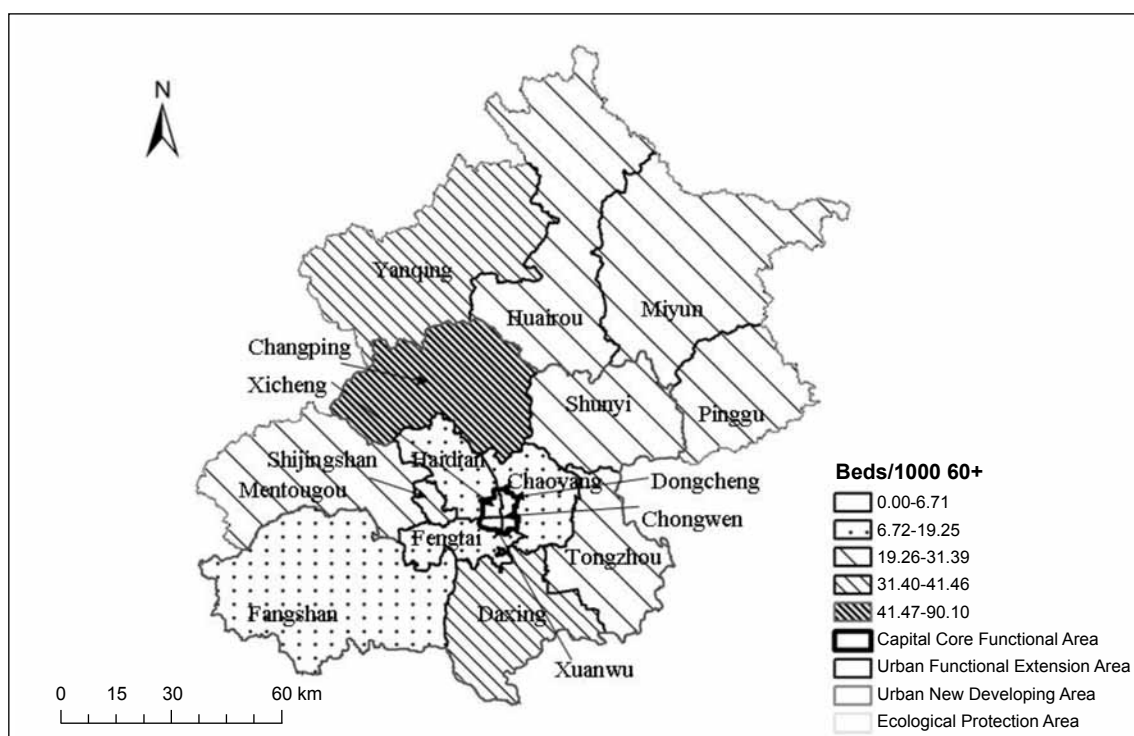 N
Yanqing
Huairou
Miyun
Changping
Xicheng
Shunyi
Pinggu
Shijingshan
Haidian
Mentougou
Chaoyang
Dongcheng
Chongwen
Fengtai
Tongzhou
Fangshan
Daxing
Xuanwu
0 15 30 60 km
Beds/1000 60+
0.00-6.71
6.72-19.25
19.26-31.39
31.40-41.46
41.47-90.10
Capital Core Functional Area
Urban Functional Extension Area
Urban New Developing Area
Ecological Protection Area